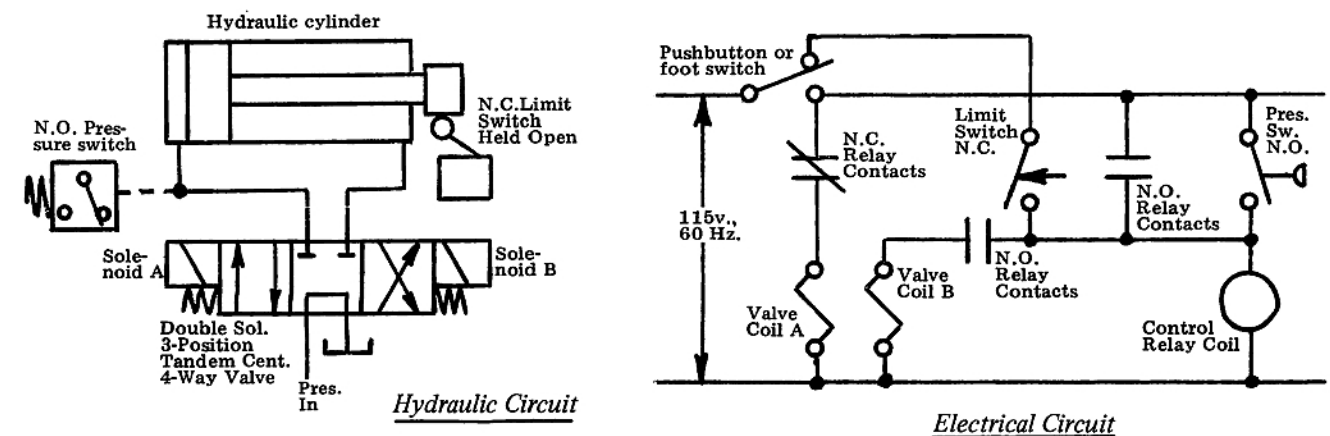 Hydraulic cylinder
N.O. Pres-
sure switch
N.C.Limit
Switch
Held Open
Sole-
noid A
Sole-
noid B
Double Sol.
3-Position
Tandem Cent.
4-Way Valve
Pres.
In
Hydraulic Circuit
Pushbutton or
foot switch
N.C.
Relay
Contacts
Limit
Switch
N.C.
Pres.
Sw.
N.O.
N.O.
Relay
Contacts
115v.,
60 Hz.
N.O.
Relay
Contacts
Valve
Coil B
Valve
Coil A
Control
Relay Coil
Electrical Circuit